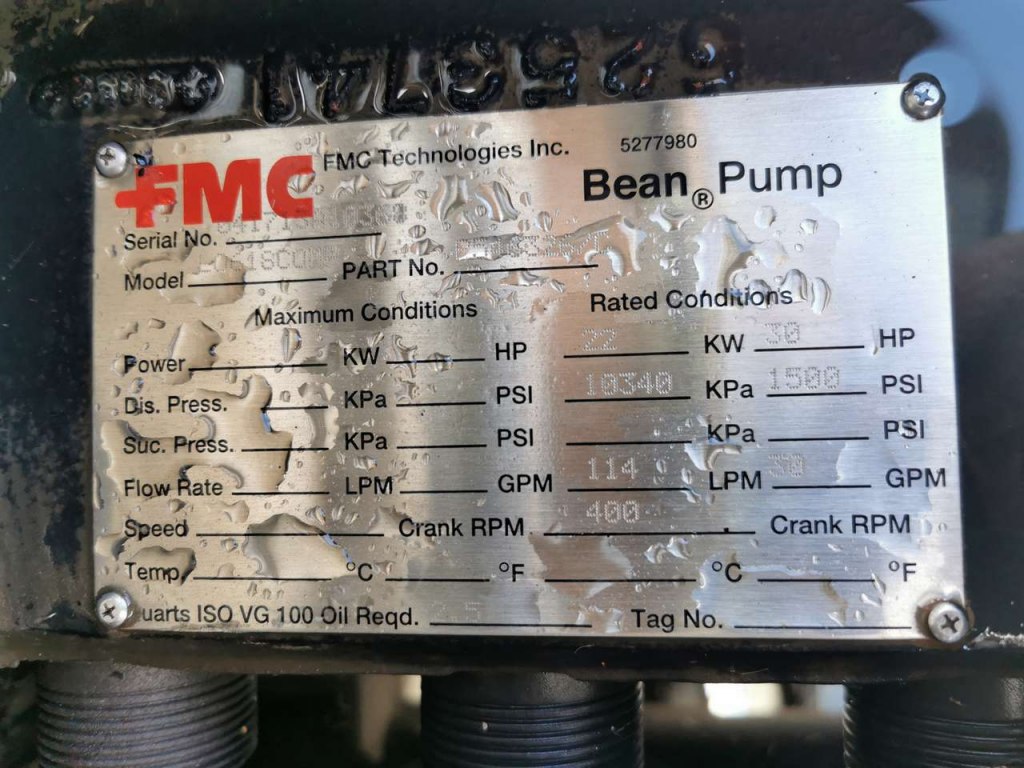 FMC FMC Technologies Inc. 5277980
Bean® Pump
Serial No.
Model PART No.
Maximum Conditions Rated Conditions
Power KW HP 22 KW 30 HP
Dis. Press. KPa PSI 10340 KPa 1500 PSI
Suc. Press. KPa PSI KPa PSI
Flow Rate LPM GPM 114 LPM 30 GPM
Speed Crank RPM 400 Crank RPM
Temp. °C °F °C °F
ISO VG 100 Oil Reqd. Tag No.